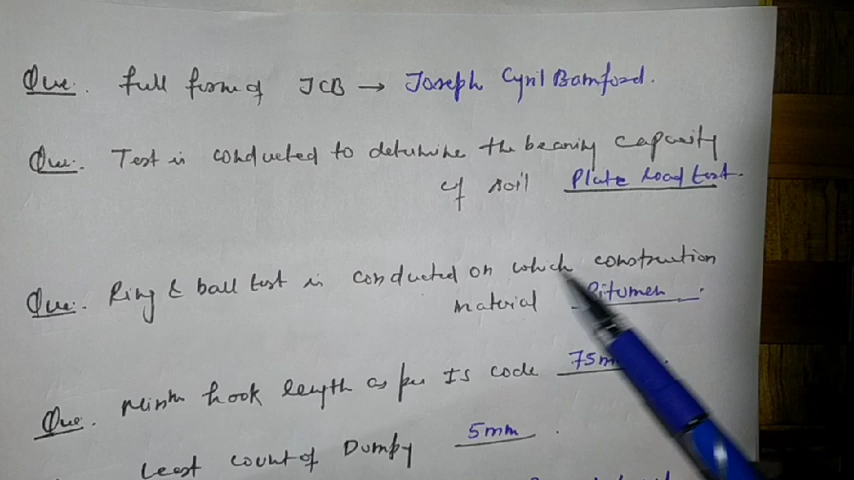 Que. Full form of JCB → Joseph Cyril Bamford.
Que. Test is conducted to determine the bearing capacity
of soil Plate load test.
Que. Ring & ball test is conducted on which construction
material Bitumen.
Que. Minm hook length as per IS code 75mm.
Least count of Dumpy 5mm.